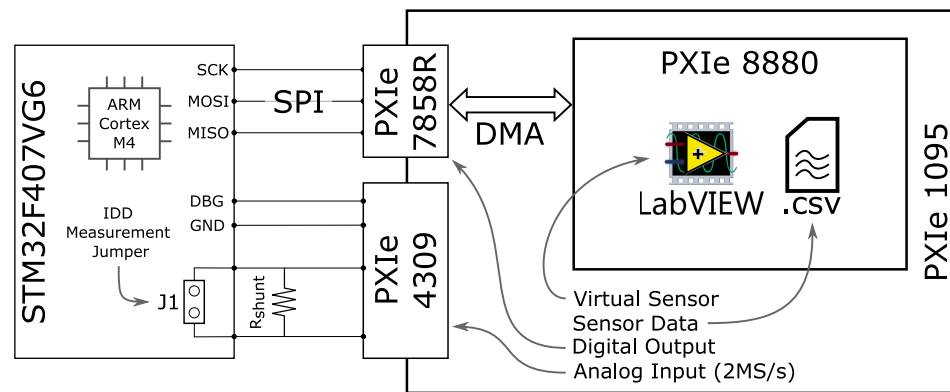 STM32F407VG6
ARM
Cortex
M4
IDD
Measurement
Jumper
J1
SCK
MOSI
MISO
DBG
GND
SPI
Rshunt
PXIe
7858R
PXIe
4309
DMA
PXIe 8880
LabVIEW
.csv
PXIe 1095
Virtual Sensor
Sensor Data
Digital Output
Analog Input (2MS/s)